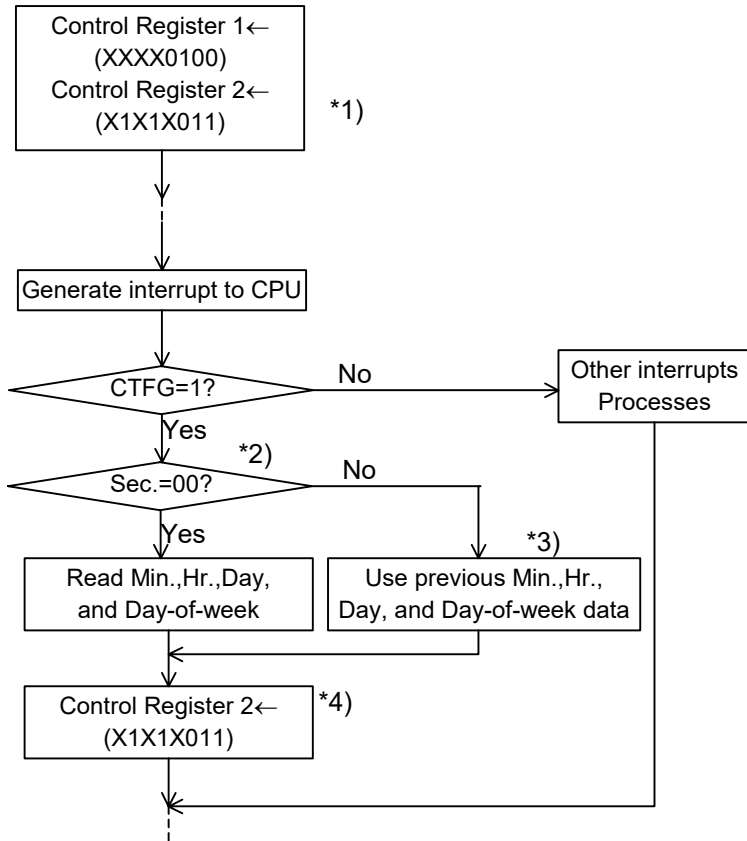 Control Register 1←
(XXXX0100)
Control Register 2←
(X1X1X011)
*1)
Generate interrupt to CPU
CTFG=1?
No
Other interrupts
Processes
Yes
*2)
Sec.=00?
No
Yes
*3)
Read Min.,Hr.,Day,
and Day-of-week
Use previous Min.,Hr.,
Day, and Day-of-week data
Control Register 2←
(X1X1X011)
*4)